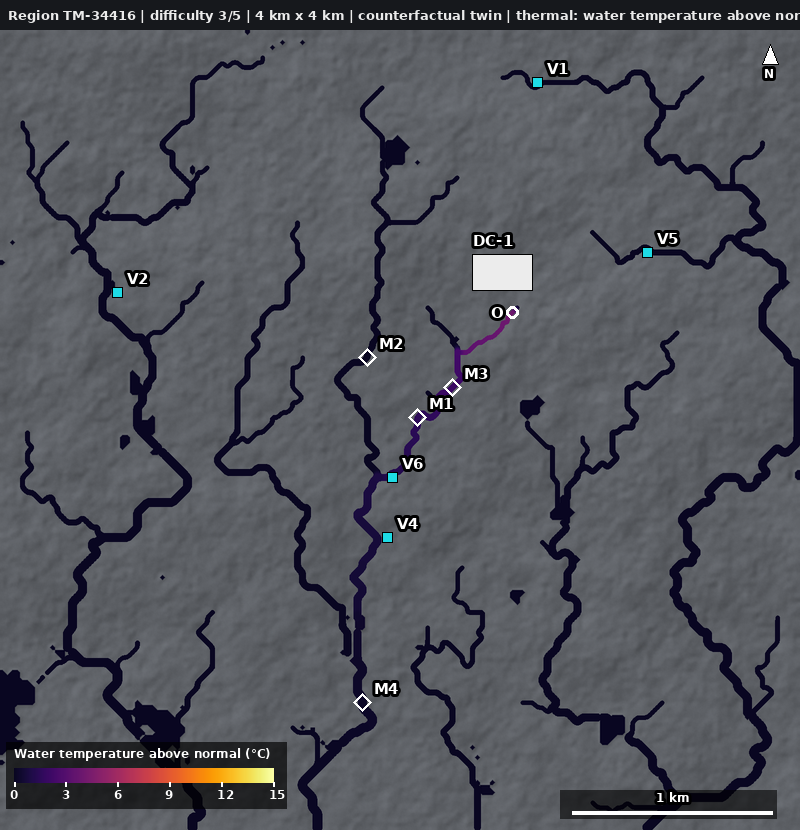 Region TM-34416 | difficulty 3/5 | 4 km x 4 km | counterfactual twin | thermal: water temperature above nor
N
V1
DC-1
V5
V2
O
M2
M3
M1
V6
V4
M4
Water temperature above normal (°C)
0 3 6 9 12 15
1 km